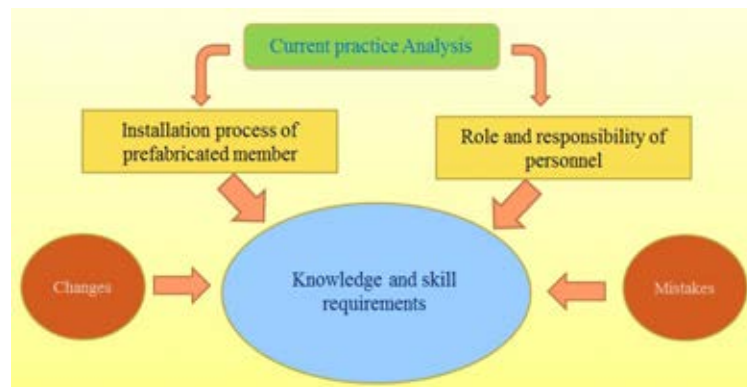 Current practice Analysis
Installation process of
prefabricated member
Role and responsibility of
personnel
Knowledge and skill
requirements
Changes
Mistakes